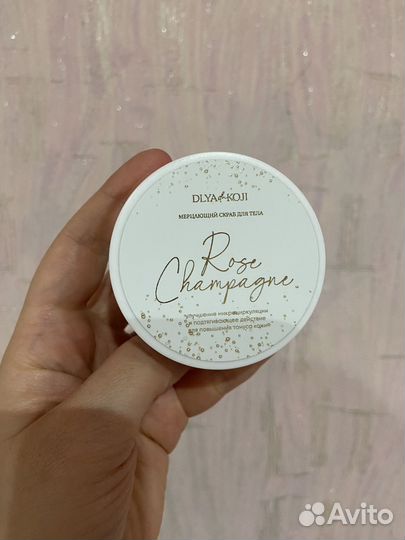 DLYA KOJI
МЕРЦАЮЩИЙ СКРАБ ДЛЯ ТЕЛА
Rose
Champagne
улучшение микроциркуляции
и подтягивающее действие
для повышения тонуса кожи
Avito